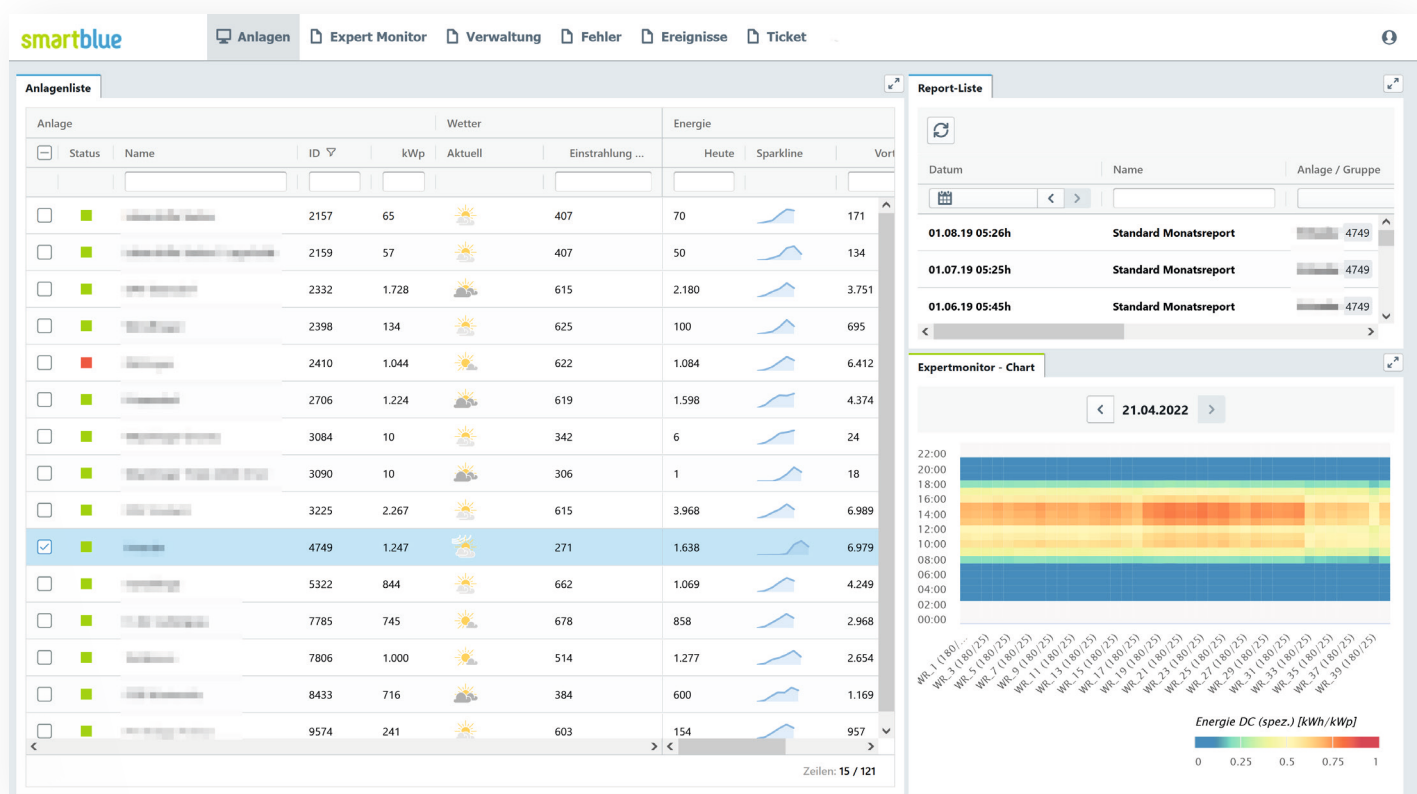 smartblue
Anlagen Expert Monitor Verwaltung Fehler Ereignisse Ticket
Anlagenliste
Anlage Wetter Energie
Status Name ID kWp Aktuell Einstrahlung ... Heute Sparkline Vort
2157 65 407 70 171
2159 57 407 50 134
2332 1.728 615 2.180 3.751
2398 134 625 100 695
2410 1.044 622 1.084 6.412
2706 1.224 619 1.598 4.374
3084 10 342 6 24
3090 10 306 1 18
3225 2.267 615 3.968 6.989
4749 1.247 271 1.638 6.979
5322 844 662 1.069 4.249
7785 745 678 858 2.968
7806 1.000 514 1.277 2.654
8433 716 384 600 1.169
9574 241 603 154 957
Zeilen: 15 / 121
Report-Liste
Datum Name Anlage / Gruppe
01.08.19 05:26h Standard Monatsreport 4749
01.07.19 05:25h Standard Monatsreport 4749
01.06.19 05:45h Standard Monatsreport 4749
Expertmonitor - Chart
21.04.2022
22:00
20:00
18:00
16:00
14:00
12:00
10:00
08:00
06:00
04:00
02:00
00:00
WR_1 (180/...
WR_3 (180/25)
WR_5 (180/25)
WR_7 (180/25)
WR_9 (180/25)
WR_11 (180/25)
WR_13 (180/25)
WR_15 (180/25)
WR_17 (180/25)
WR_19 (180/25)
WR_21 (180/25)
WR_23 (180/25)
WR_25 (180/25)
WR_27 (180/25)
WR_29 (180/25)
WR_31 (180/25)
WR_33 (180/25)
WR_35 (180/25)
WR_37 (180/25)
WR_39 (180/25)
Energie DC (spez.) [kWh/kWp]
0 0.25 0.5 0.75 1